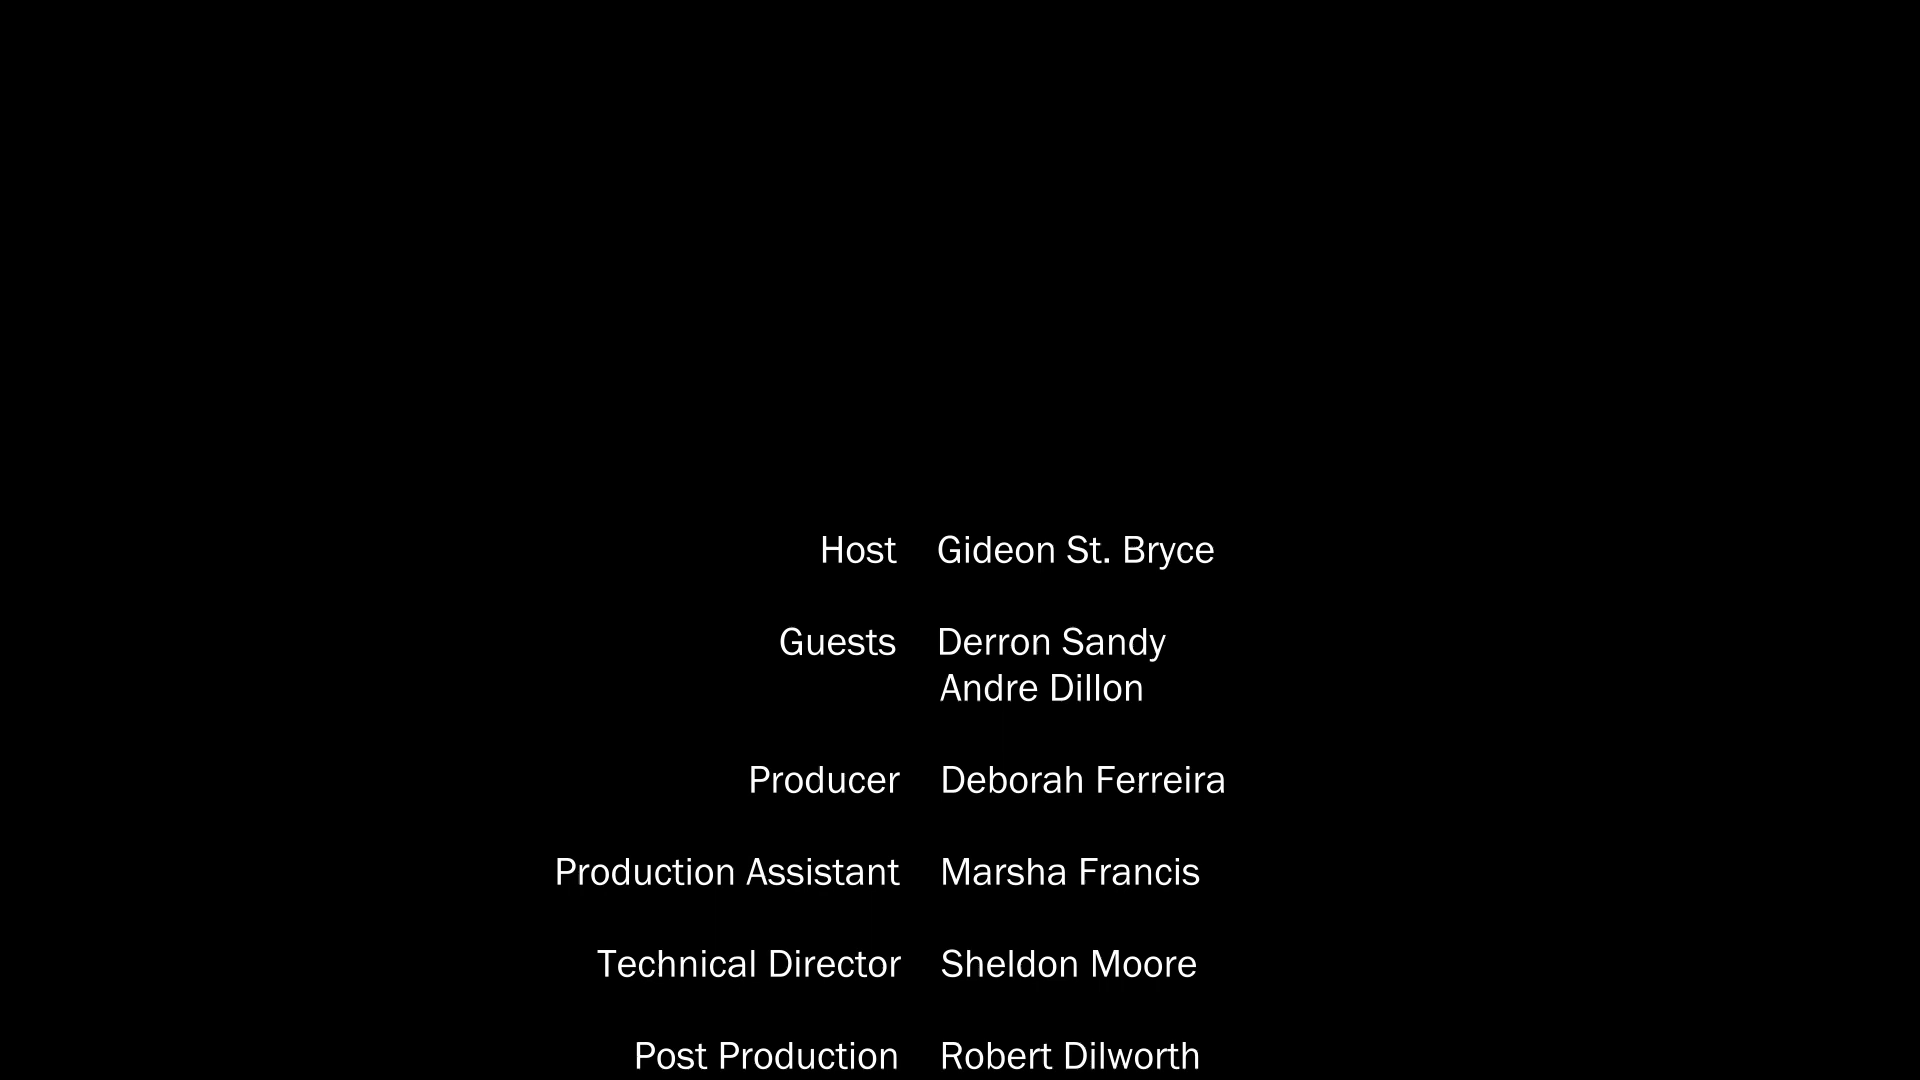 Host Gideon St. Bryce
Guests Derron Sandy
Andre Dillon
Producer Deborah Ferreira
Production Assistant Marsha Francis
Technical Director Sheldon Moore
Post Production Robert Dilworth